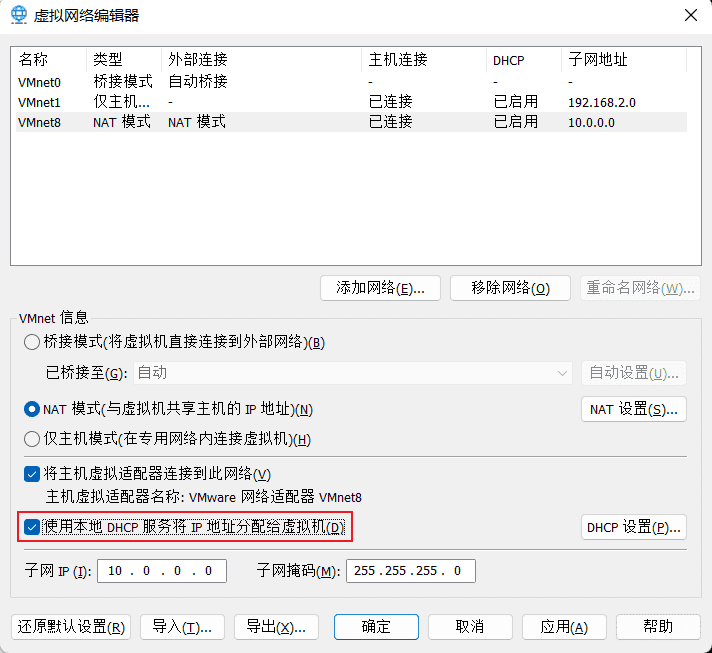 虚拟网络编辑器
名称 类型 外部连接 主机连接 DHCP 子网地址
VMnet0 桥接模式 自动桥接 - - -
VMnet1 仅主机... - 已连接 已启用 192.168.2.0
VMnet8 NAT 模式 NAT 模式 已连接 已启用 10.0.0.0
添加网络(E)... 移除网络(O) 重命名网络(W)...
VMnet 信息
桥接模式(将虚拟机直接连接到外部网络)(B)
已桥接至(G): 自动 自动设置(U)...
NAT 模式(与虚拟机共享主机的 IP 地址)(N) NAT 设置(S)...
仅主机模式(在专用网络内连接虚拟机)(H)
将主机虚拟适配器连接到此网络(V)
主机虚拟适配器名称: VMware 网络适配器 VMnet8
使用本地 DHCP 服务将 IP 地址分配给虚拟机(D) DHCP 设置(P)...
子网 IP (I): 10 . 0 . 0 . 0 子网掩码(M): 255 . 255 . 255 . 0
还原默认设置(R) 导入(T)... 导出(X)... 确定 取消 应用(A) 帮助